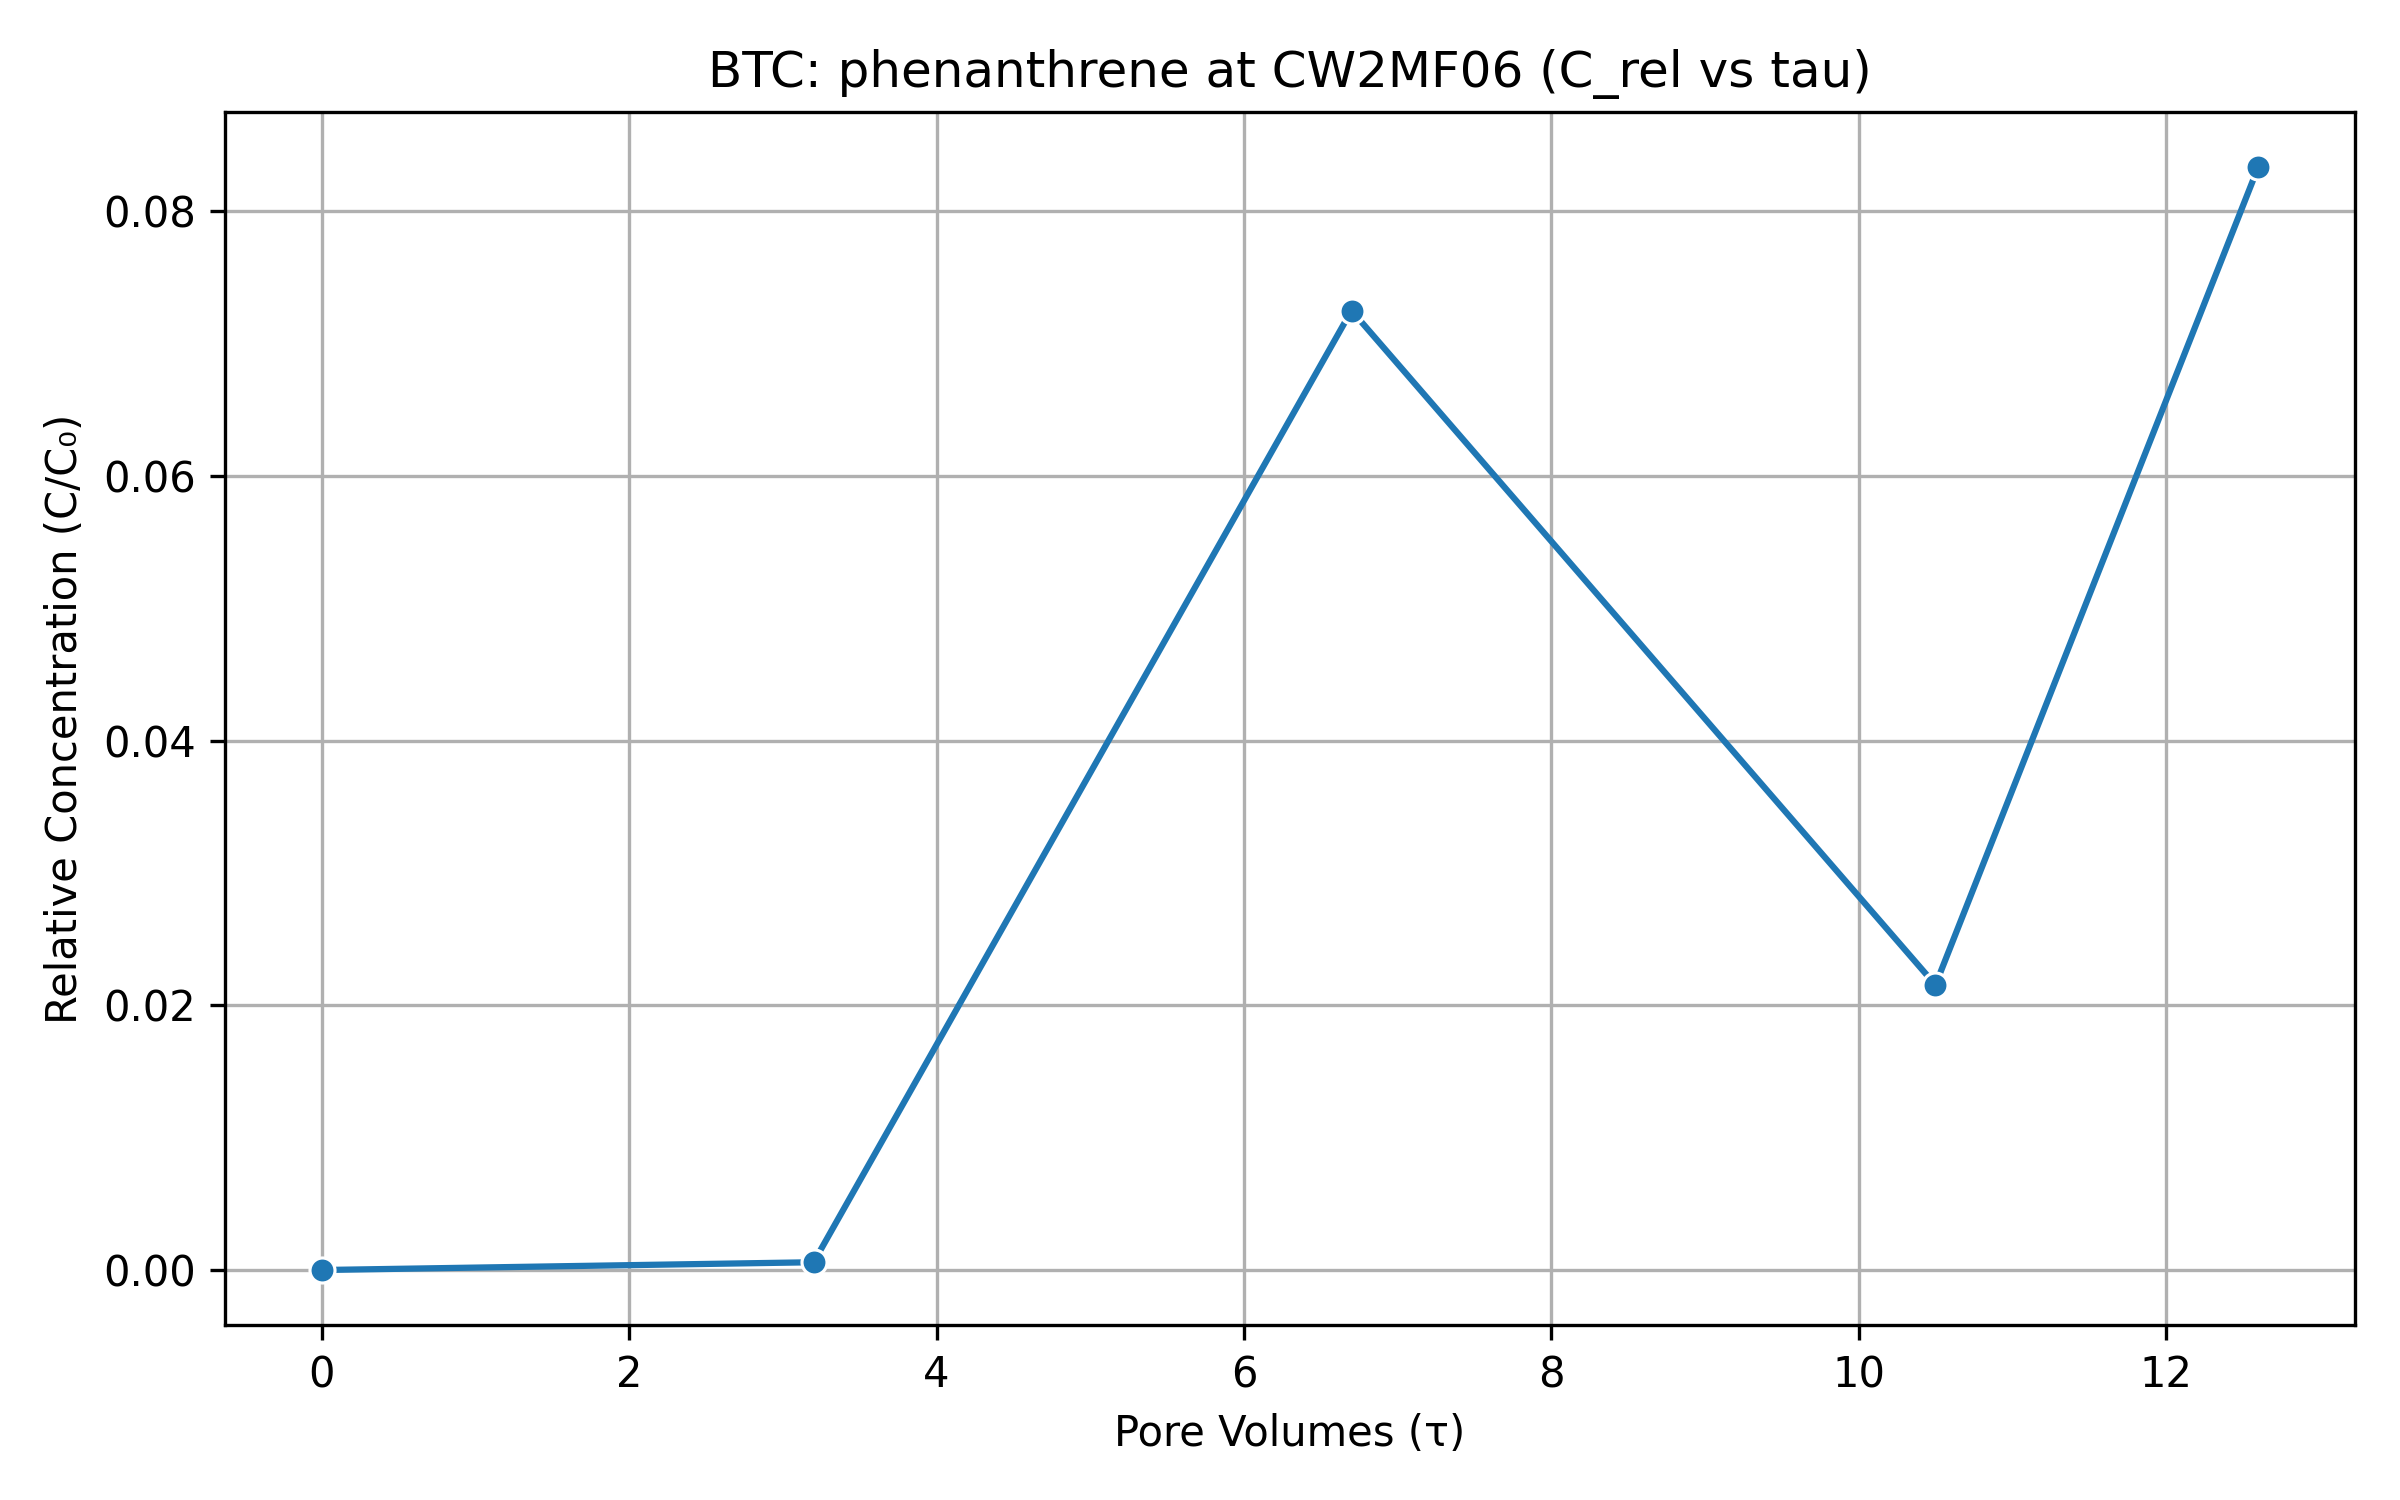 BTC: phenanthrene at CW2MF06 (C_rel vs tau)
Relative Concentration (C/C₀)
0.08
0.06
0.04
0.02
0.00
0 2 4 6 8 10 12
Pore Volumes (τ)